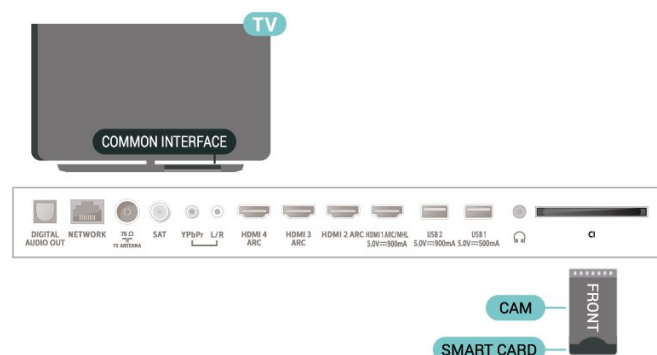 TV
COMMON INTERFACE
DIGITAL
AUDIO OUT
NETWORK
75 Ω
TV ANTENNA
SAT
YPbPr
L/R
HDMI 4
ARC
HDMI 3
ARC
HDMI 2 ARC
HDMI 1 ARC/MHL
5.0V⎓900mA
USB 2
5.0V⎓900mA
USB 1
5.0V⎓500mA
CI
CAM
FRONT
SMART CARD